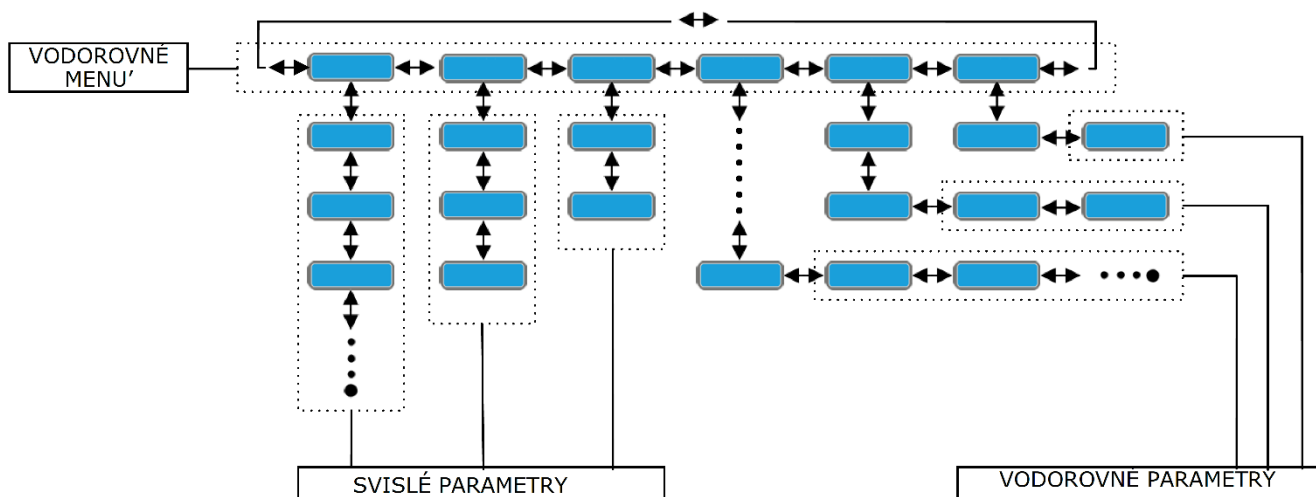 VODOROVNÉ
MENU’
SVISLÉ PARAMETRY
VODOROVNÉ PARAMETRY